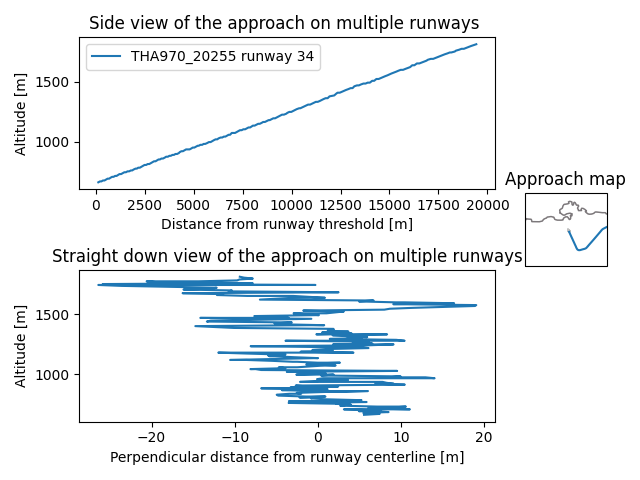 Side view of the approach on multiple runways
THA970_20255 runway 34
Altitude [m]
1500
1000
0 2500 5000 7500 10000 12500 15000 17500 20000
Distance from runway threshold [m]
Approach map
Straight down view of the approach on multiple runways
Altitude [m]
1500
1000
−20 −10 0 10 20
Perpendicular distance from runway centerline [m]